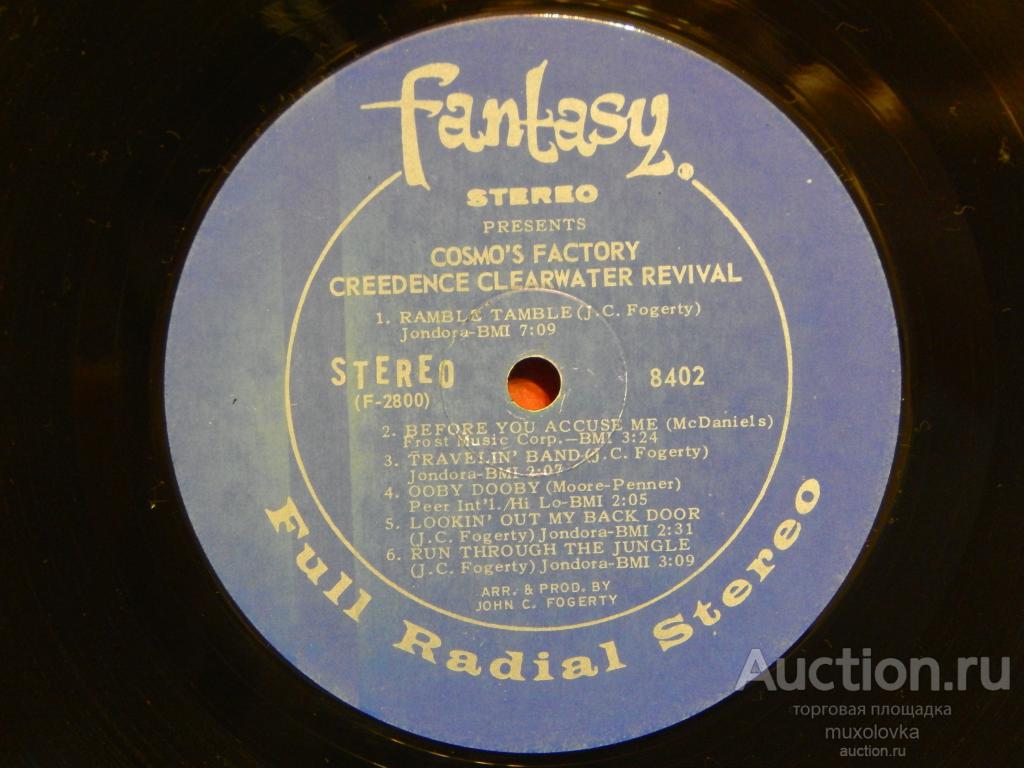 fantasy.
STEREO
PRESENTS
COSMO'S FACTORY
CREEDENCE CLEARWATER REVIVAL
1. RAMBLE TAMBLE (J.C. Fogerty)
Jondora-BMI 7:09
STEREO
(F-2800)
8402
2. BEFORE YOU ACCUSE ME (McDaniels)
Frost Music Corp.—BMI 3:24
3. TRAVELIN' BAND (J.C. Fogerty)
Jondora-BMI 2:07
4. OOBY DOOBY (Moore-Penner)
Peer Int'l./Hi Lo-BMI 2:05
5. LOOKIN' OUT MY BACK DOOR
(J.C. Fogerty) Jondora-BMI 2:31
6. RUN THROUGH THE JUNGLE
(J.C. Fogerty) Jondora-BMI 3:09
ARR. & PROD. BY
JOHN C. FOGERTY
Full Radial Stereo
Auction.ru
торговая площадка
muxolovka
auction.ru